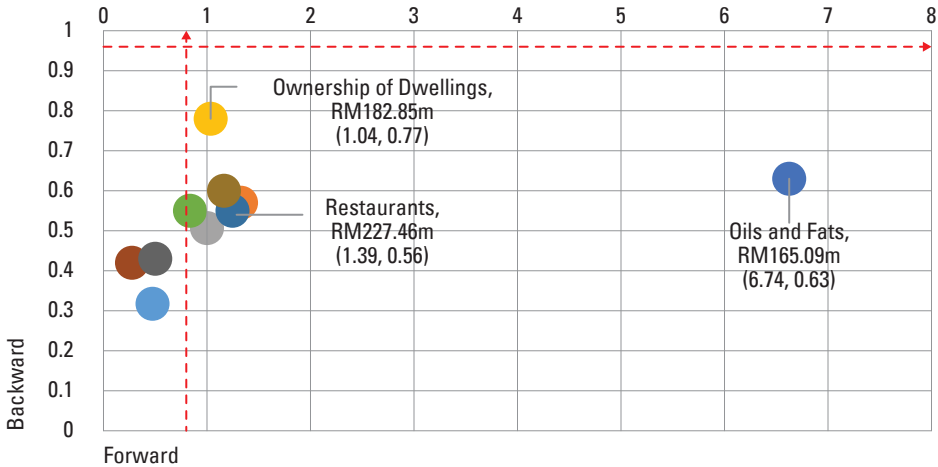 0 1 2 3 4 5 6 7 8
1
0.9
0.8
0.7
0.6
0.5
0.4
0.3
0.2
0.1
0
Backward
Forward
Ownership of Dwellings,
RM182.85m
(1.04, 0.77)
Restaurants,
RM227.46m
(1.39, 0.56)
Oils and Fats,
RM165.09m
(6.74, 0.63)